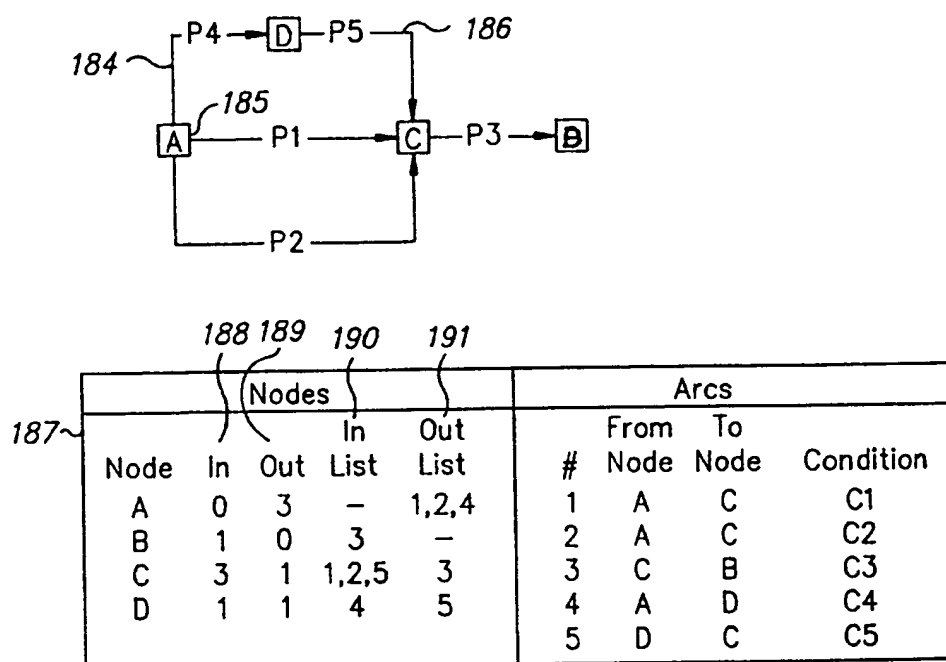 P4 D P5 186
184
185
A P1 C P3 B
P2
188 189 190 191
Nodes Arcs
187
In Out From To
Node In Out List List # Node Node Condition
A 0 3 – 1,2,4 1 A C C1
B 1 0 3 – 2 A C C2
C 3 1 1,2,5 3 3 C B C3
D 1 1 4 5 4 A D C4
5 D C C5